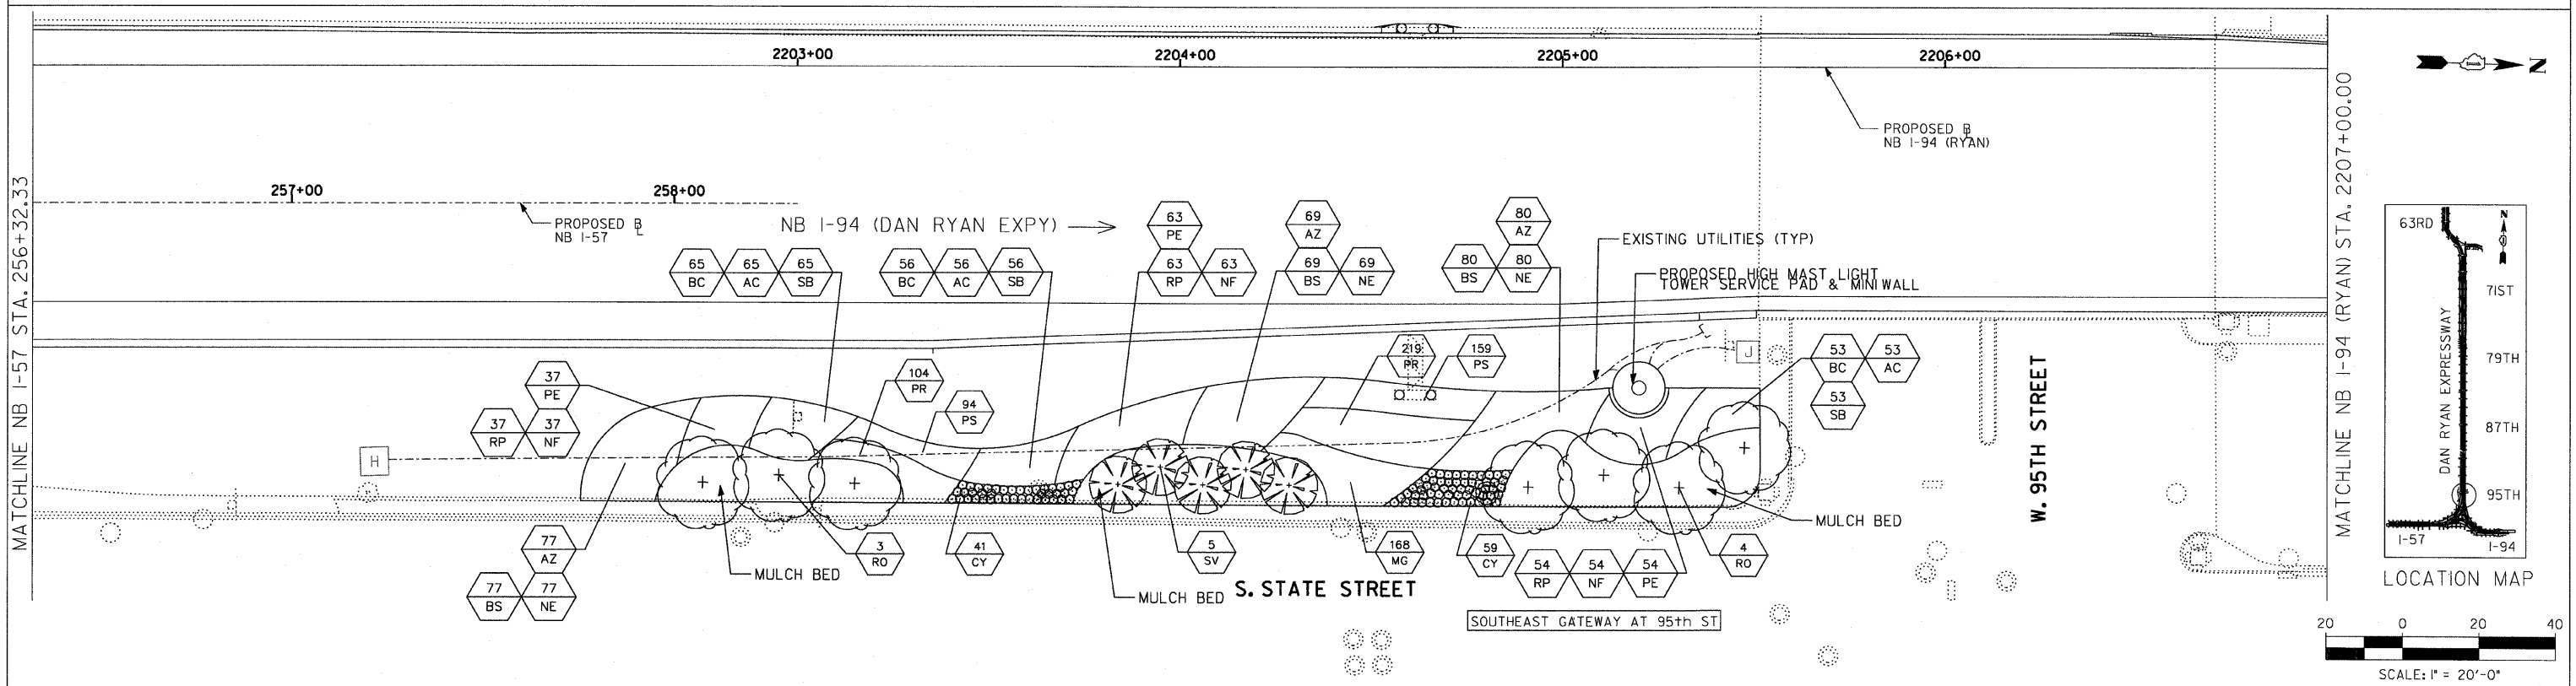 2203+00
2204+00
2205+00
2206+00
N
PROPOSED BL
NB I-94 (RYAN)
MATCHLINE NB I-57 STA. 256+32.33
MATCHLINE NB I-94 (RYAN) STA. 2207+00.00
257+00
258+00
PROPOSED BL
NB I-57
NB I-94 (DAN RYAN EXPY)
65 BC
65 AC
65 SB
56 BC
56 AC
56 SB
63 PE
63 RP
63 NF
69 AZ
69 BS
69 NE
80 AZ
80 BS
80 NE
EXISTING UTILITIES (TYP)
PROPOSED HIGH MAST LIGHT
TOWER SERVICE PAD & MINI WALL
37 PE
37 RP
37 NF
104 PR
94 PS
219 PR
159 PS
J
53 BC
53 AC
53 SB
H
W. 95TH STREET
77 AZ
77 BS
77 NE
MULCH BED
3 RO
41 CY
MULCH BED
5 SV
168 MG
59 CY
54 RP
54 NF
54 PE
4 RO
MULCH BED
S. STATE STREET
SOUTHEAST GATEWAY AT 95th ST
63RD
N
71ST
79TH
87TH
95TH
DAN RYAN EXPRESSWAY
I-57
I-94
LOCATION MAP
20 0 20 40
SCALE: 1" = 20'-0"